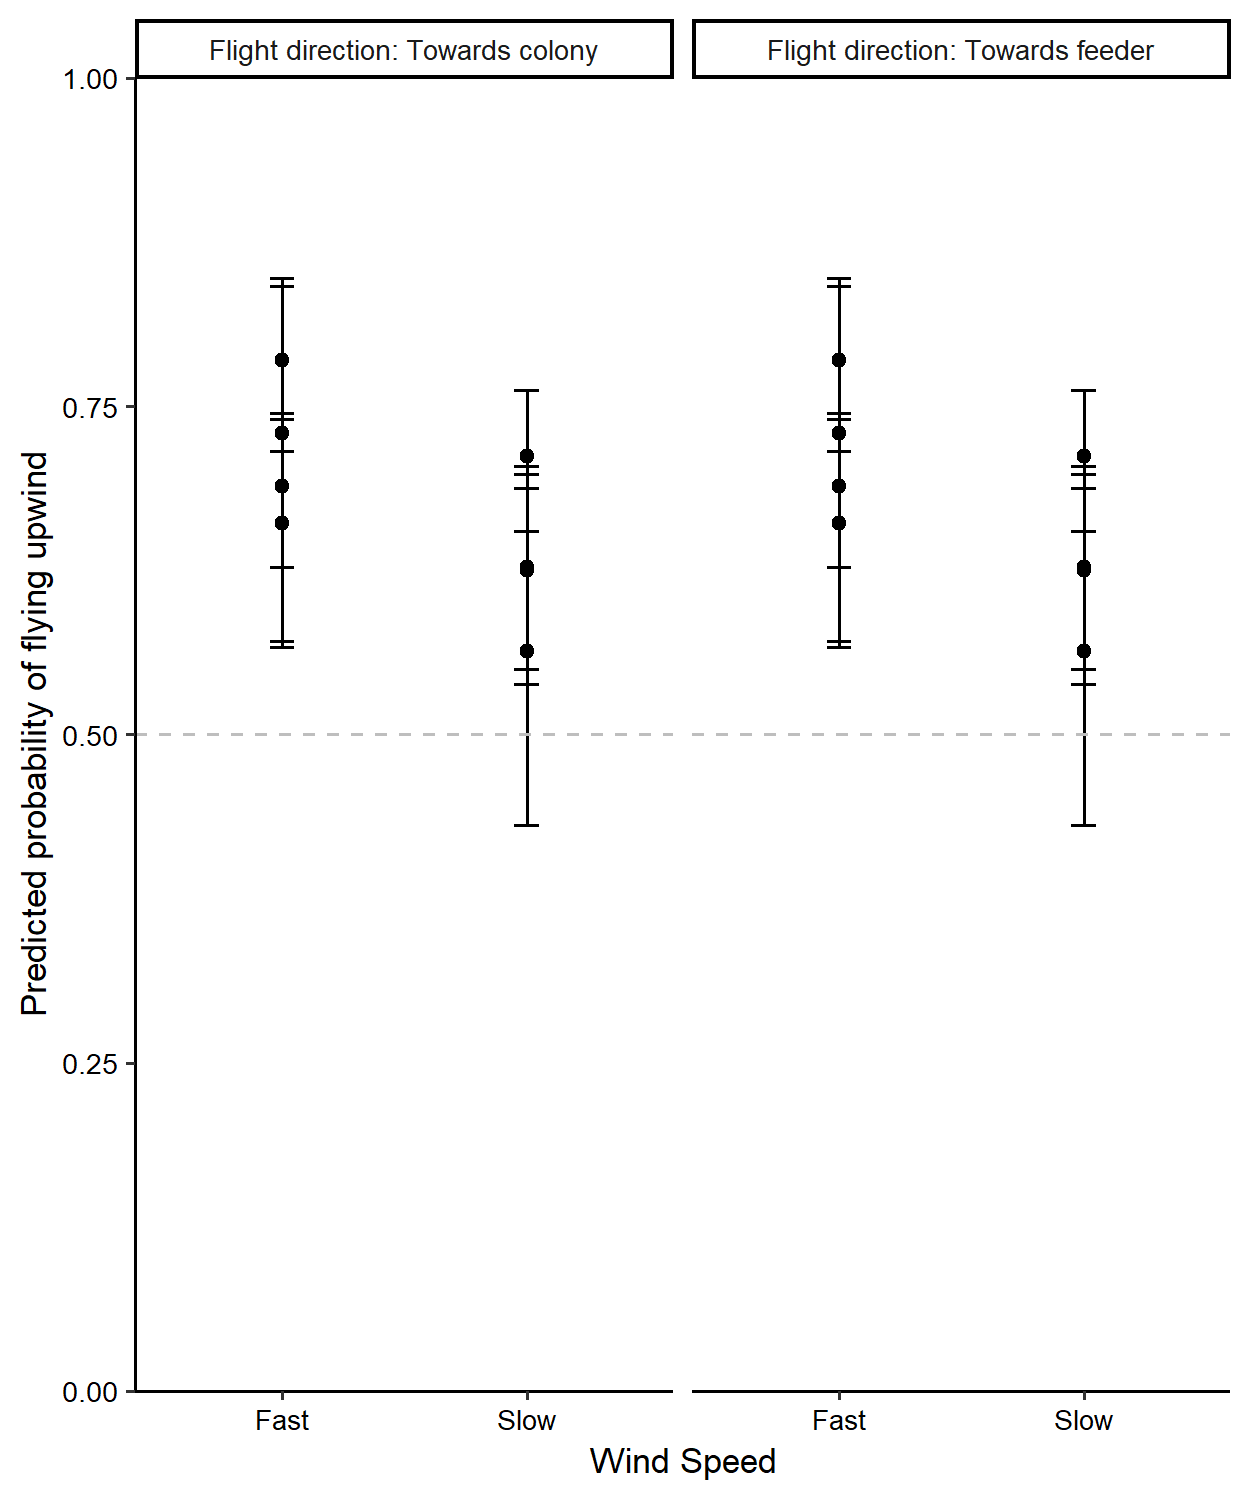 Flight direction: Towards colony
Flight direction: Towards feeder
1.00
0.75
0.50
0.25
0.00
Predicted probability of flying upwind
Fast
Slow
Fast
Slow
Wind Speed